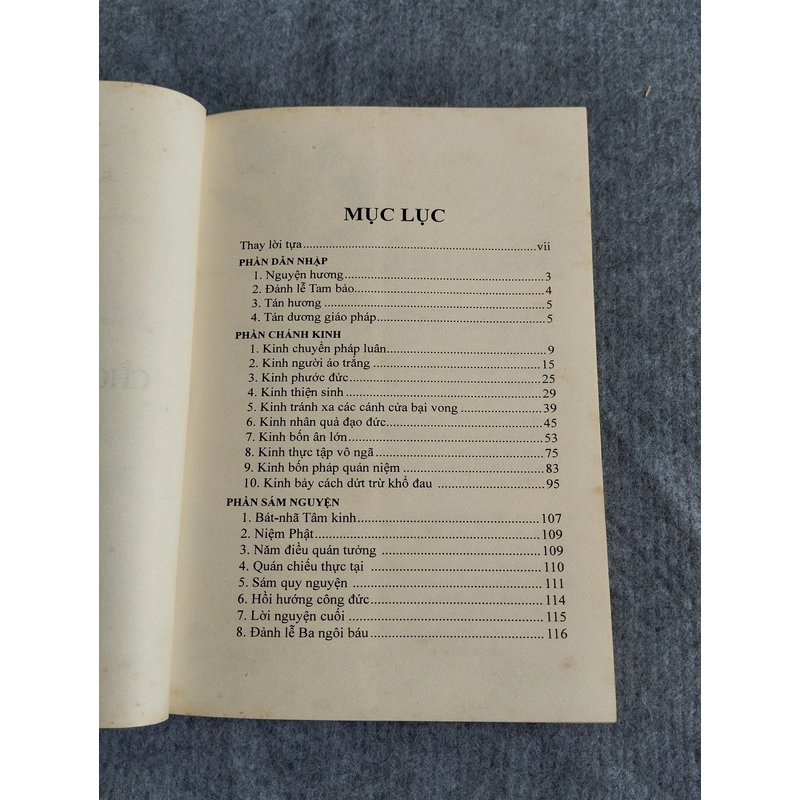 MỤC LỤC
Thay lời tựa..........vii
PHẦN DẪN NHẬP
1. Nguyện hương..........3
2. Đảnh lễ Tam bảo..........4
3. Tán hương..........5
4. Tán dương giáo pháp..........5
PHẦN CHÁNH KINH
1. Kinh chuyển pháp luân..........9
2. Kinh người áo trắng..........15
3. Kinh phước đức..........25
4. Kinh thiện sinh..........29
5. Kinh tránh xa các cánh cửa bại vong..........39
6. Kinh nhân quả đạo đức..........45
7. Kinh bốn ân lớn..........53
8. Kinh thực tập vô ngã..........75
9. Kinh bốn pháp quán niệm..........83
10. Kinh bảy cách dứt trừ khổ đau..........95
PHẦN SÁM NGUYỆN
1. Bát-nhã Tâm kinh..........107
2. Niệm Phật..........109
3. Năm điều quán tưởng..........109
4. Quán chiếu thực tại..........110
5. Sám quy nguyện..........111
6. Hồi hướng công đức..........114
7. Lời nguyện cuối..........115
8. Đảnh lễ Ba ngôi báu..........116